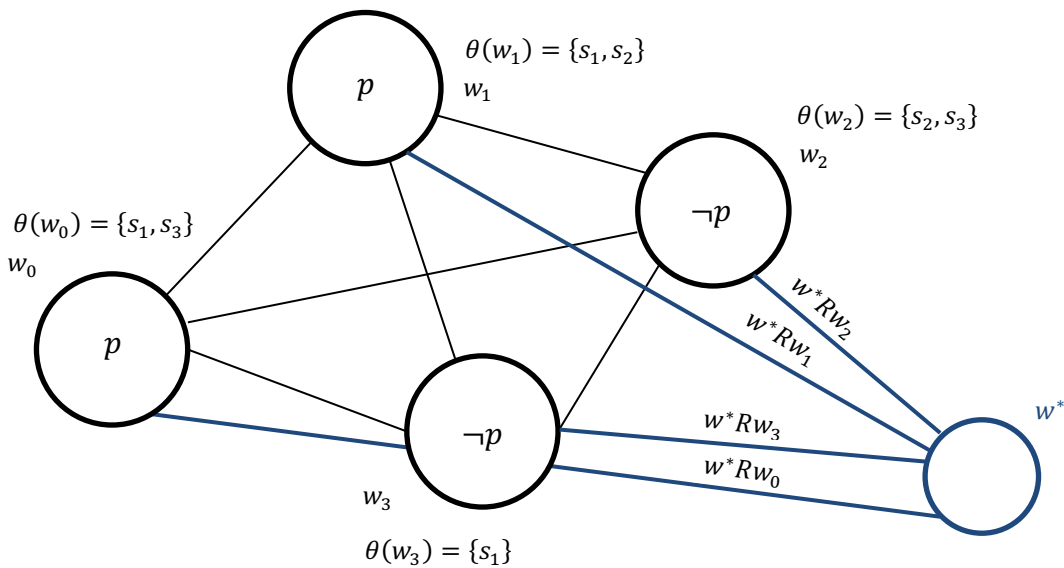 θ(w₁) = {s₁, s₂}
p
w₁
θ(w₂) = {s₂, s₃}
w₂
¬p
θ(w₀) = {s₁, s₃}
w₀
p
w*Rw₂
w*Rw₁
w*
w*Rw₃
¬p
w*Rw₀
w₃
θ(w₃) = {s₁}